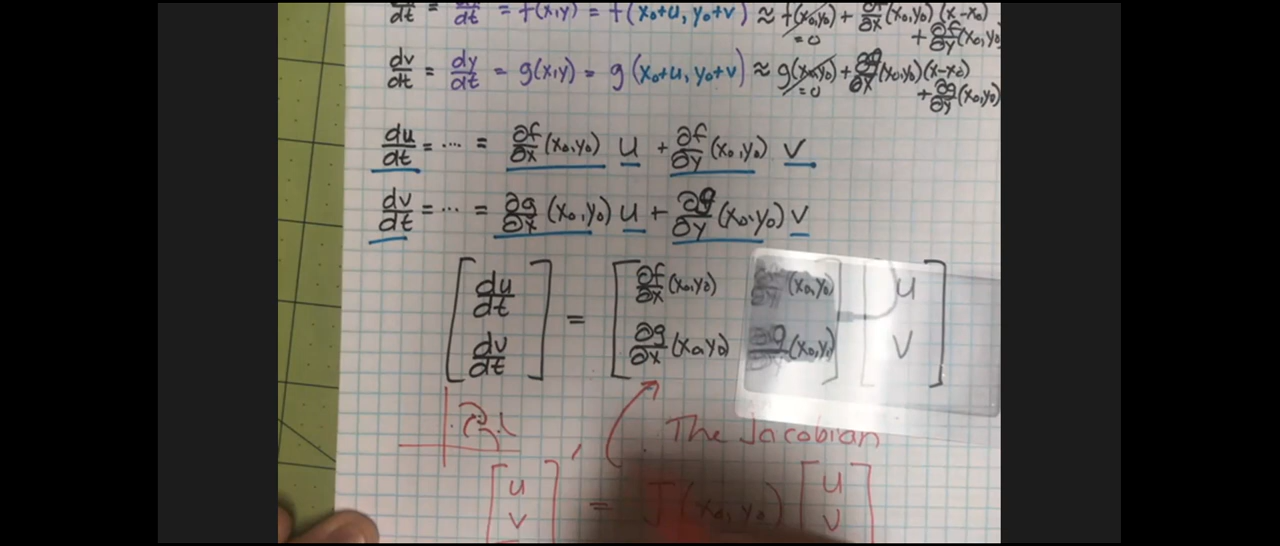 du/dt = dx/dt = f(x,y) = f(x₀+u, y₀+v) ≈ f(x₀,y₀) + ∂f/∂x (x₀,y₀)(x-x₀)
=0 + ∂f/∂y (x₀,y₀)
dv/dt = dy/dt = g(x,y) = g(x₀+u, y₀+v) ≈ g(x₀,y₀) + ∂g/∂x (x₀,y₀)(x-x₀)
=0 + ∂g/∂y (x₀,y₀)
du/dt = ... = ∂f/∂x (x₀,y₀) u + ∂f/∂y (x₀,y₀) v
dv/dt = ... = ∂g/∂x (x₀,y₀) u + ∂g/∂y (x₀,y₀) v
[du/dt] = [∂f/∂x (x₀,y₀) ∂f/∂y (x₀,y₀)] [u]
[dv/dt] [∂g/∂x (x₀,y₀) ∂g/∂y (x₀,y₀)] [v]
The Jacobian
[u]' = J(x₀,y₀) [u]
[v] [v]